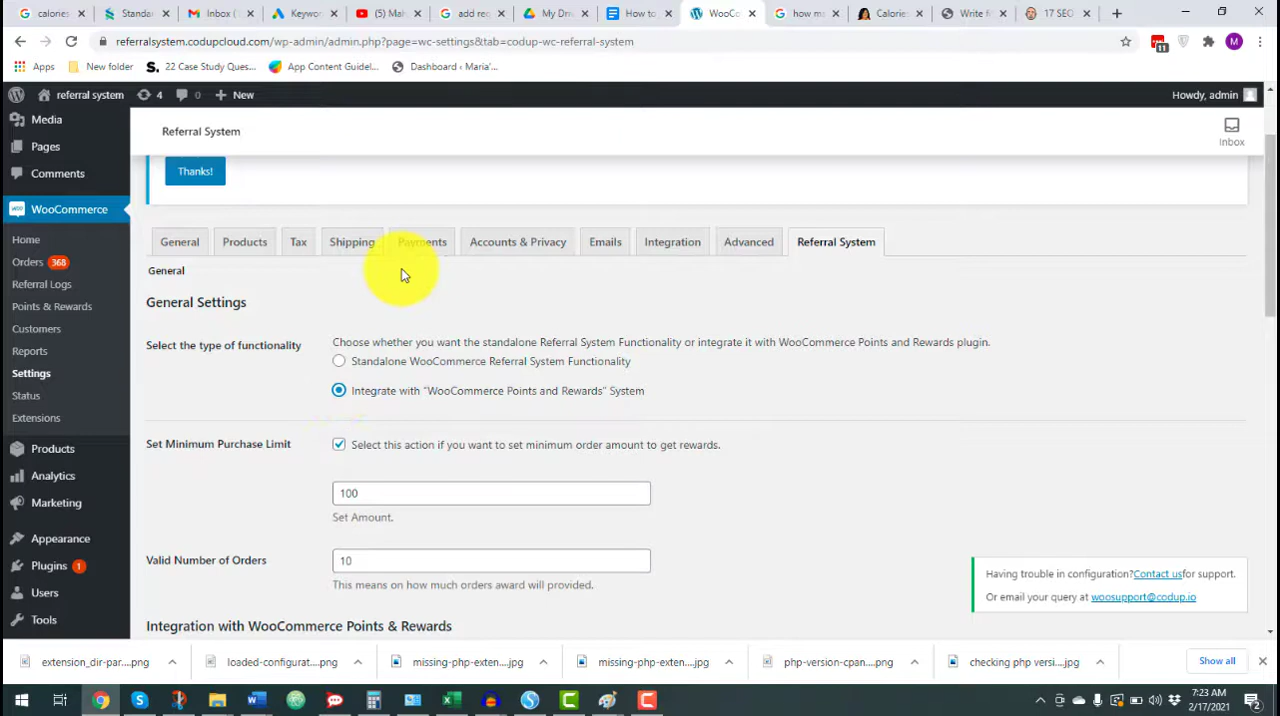 calories
Standar
Inbox (
Keywor
(5) Mak
add rec
My Driv
How to
WooCo
how ma
Calories
Write f
17 SEO
referralsystem.codupcloud.com/wp-admin/admin.php?page=wc-settings&tab=codup-wc-referral-system
11
M
Apps New folder S. 22 Case Study Ques... App Content Guidel... Dashboard ‹ Maria'...
referral system 4 0 New Howdy, admin
Referral System
Inbox
Thanks!
Media
Pages
Comments
WooCommerce
Home
Orders 368
Referral Logs
Points & Rewards
Customers
Reports
Settings
Status
Extensions
Products
Analytics
Marketing
Appearance
Plugins 1
Users
Tools
General Products Tax Shipping Payments Accounts & Privacy Emails Integration Advanced Referral System
General
General Settings
Select the type of functionality
Choose whether you want the standalone Referral System Functionality or integrate it with WooCommerce Points and Rewards plugin.
Standalone WooCommerce Referral System Functionality
Integrate with "WooCommerce Points and Rewards" System
Set Minimum Purchase Limit
Select this action if you want to set minimum order amount to get rewards.
100
Set Amount.
Valid Number of Orders
10
This means on how much orders award will provided.
Having trouble in configuration?Contact usfor support.
Or email your query at woosupport@codup.io
Integration with WooCommerce Points & Rewards
extension_dir-par....png
loaded-configurat....png
missing-php-exten....jpg
missing-php-exten....jpg
php-version-cpan....png
checking php versi....jpg
Show all
7:23 AM
2/17/2021
2